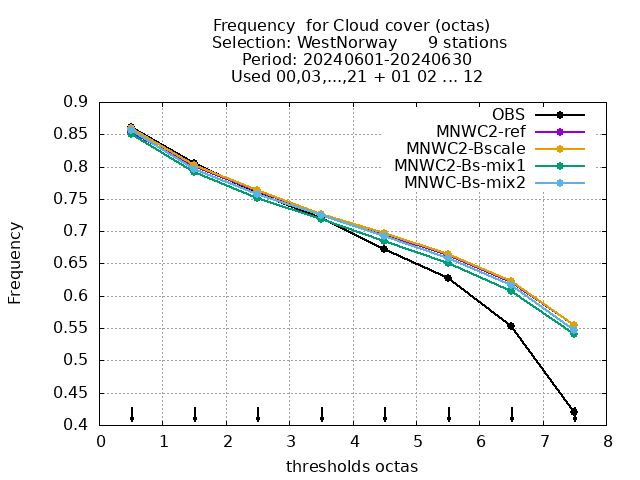 Frequency  for Cloud cover (octas)
Selection: WestNorway      9 stations
Period: 20240601-20240630
Used 00,03,...,21 + 01 02 ... 12
OBS
MNWC2-ref
MNWC2-Bscale
MNWC2-Bs-mix1
MNWC-Bs-mix2
Frequency
0.9
0.85
0.8
0.75
0.7
0.65
0.6
0.55
0.5
0.45
0.4
0 1 2 3 4 5 6 7 8
thresholds octas